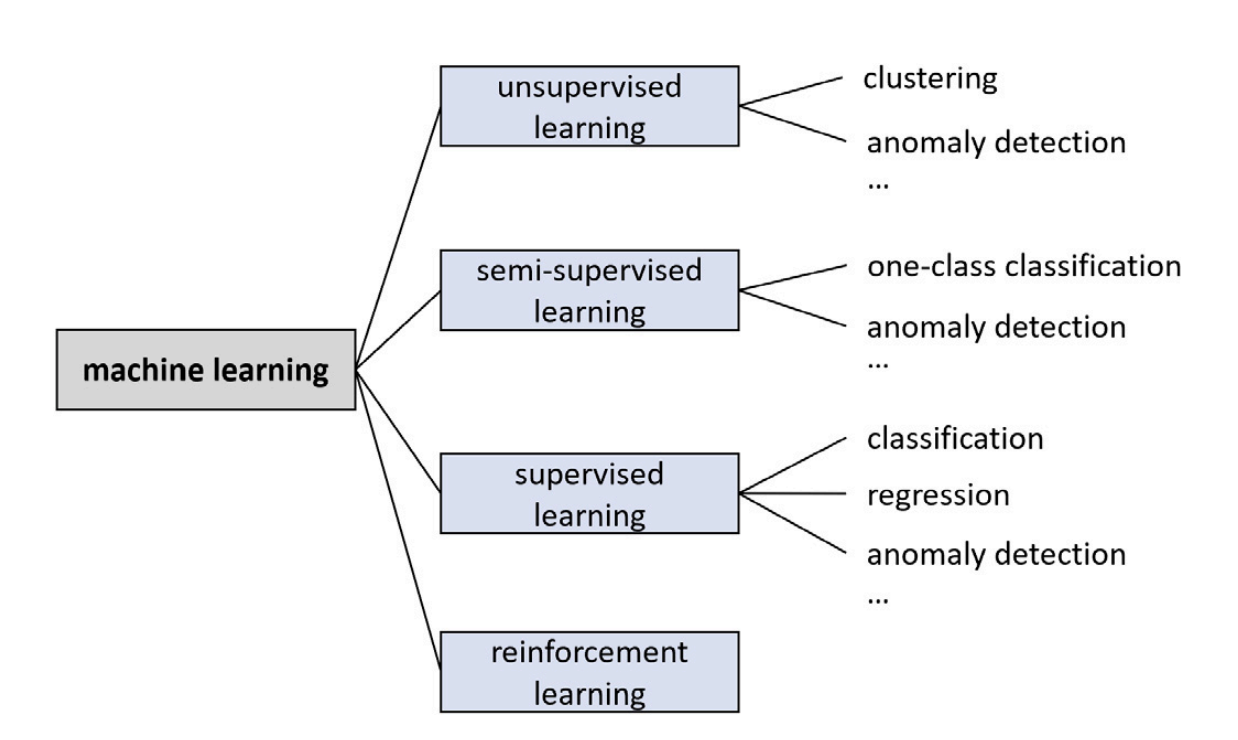 unsupervised
learning
clustering
anomaly detection
...
semi-supervised
learning
one-class classification
anomaly detection
...
machine learning
supervised
learning
classification
regression
anomaly detection
...
reinforcement
learning